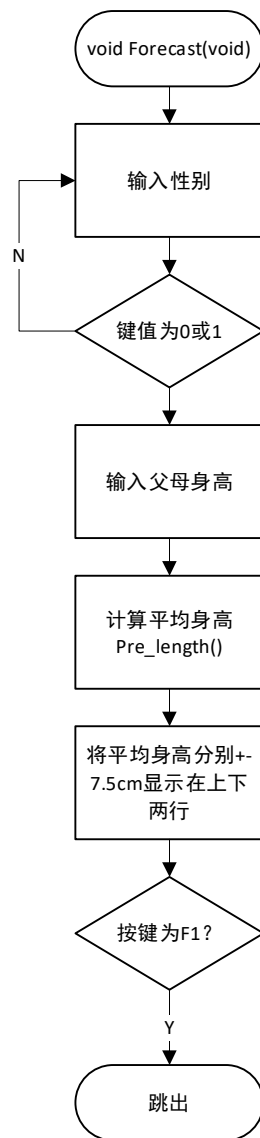 void Forecast(void)
输入性别
N
键值为0或1
输入父母身高
计算平均身高
Pre_length()
将平均身高分别+-
7.5cm显示在上下
两行
按键为F1?
Y
跳出